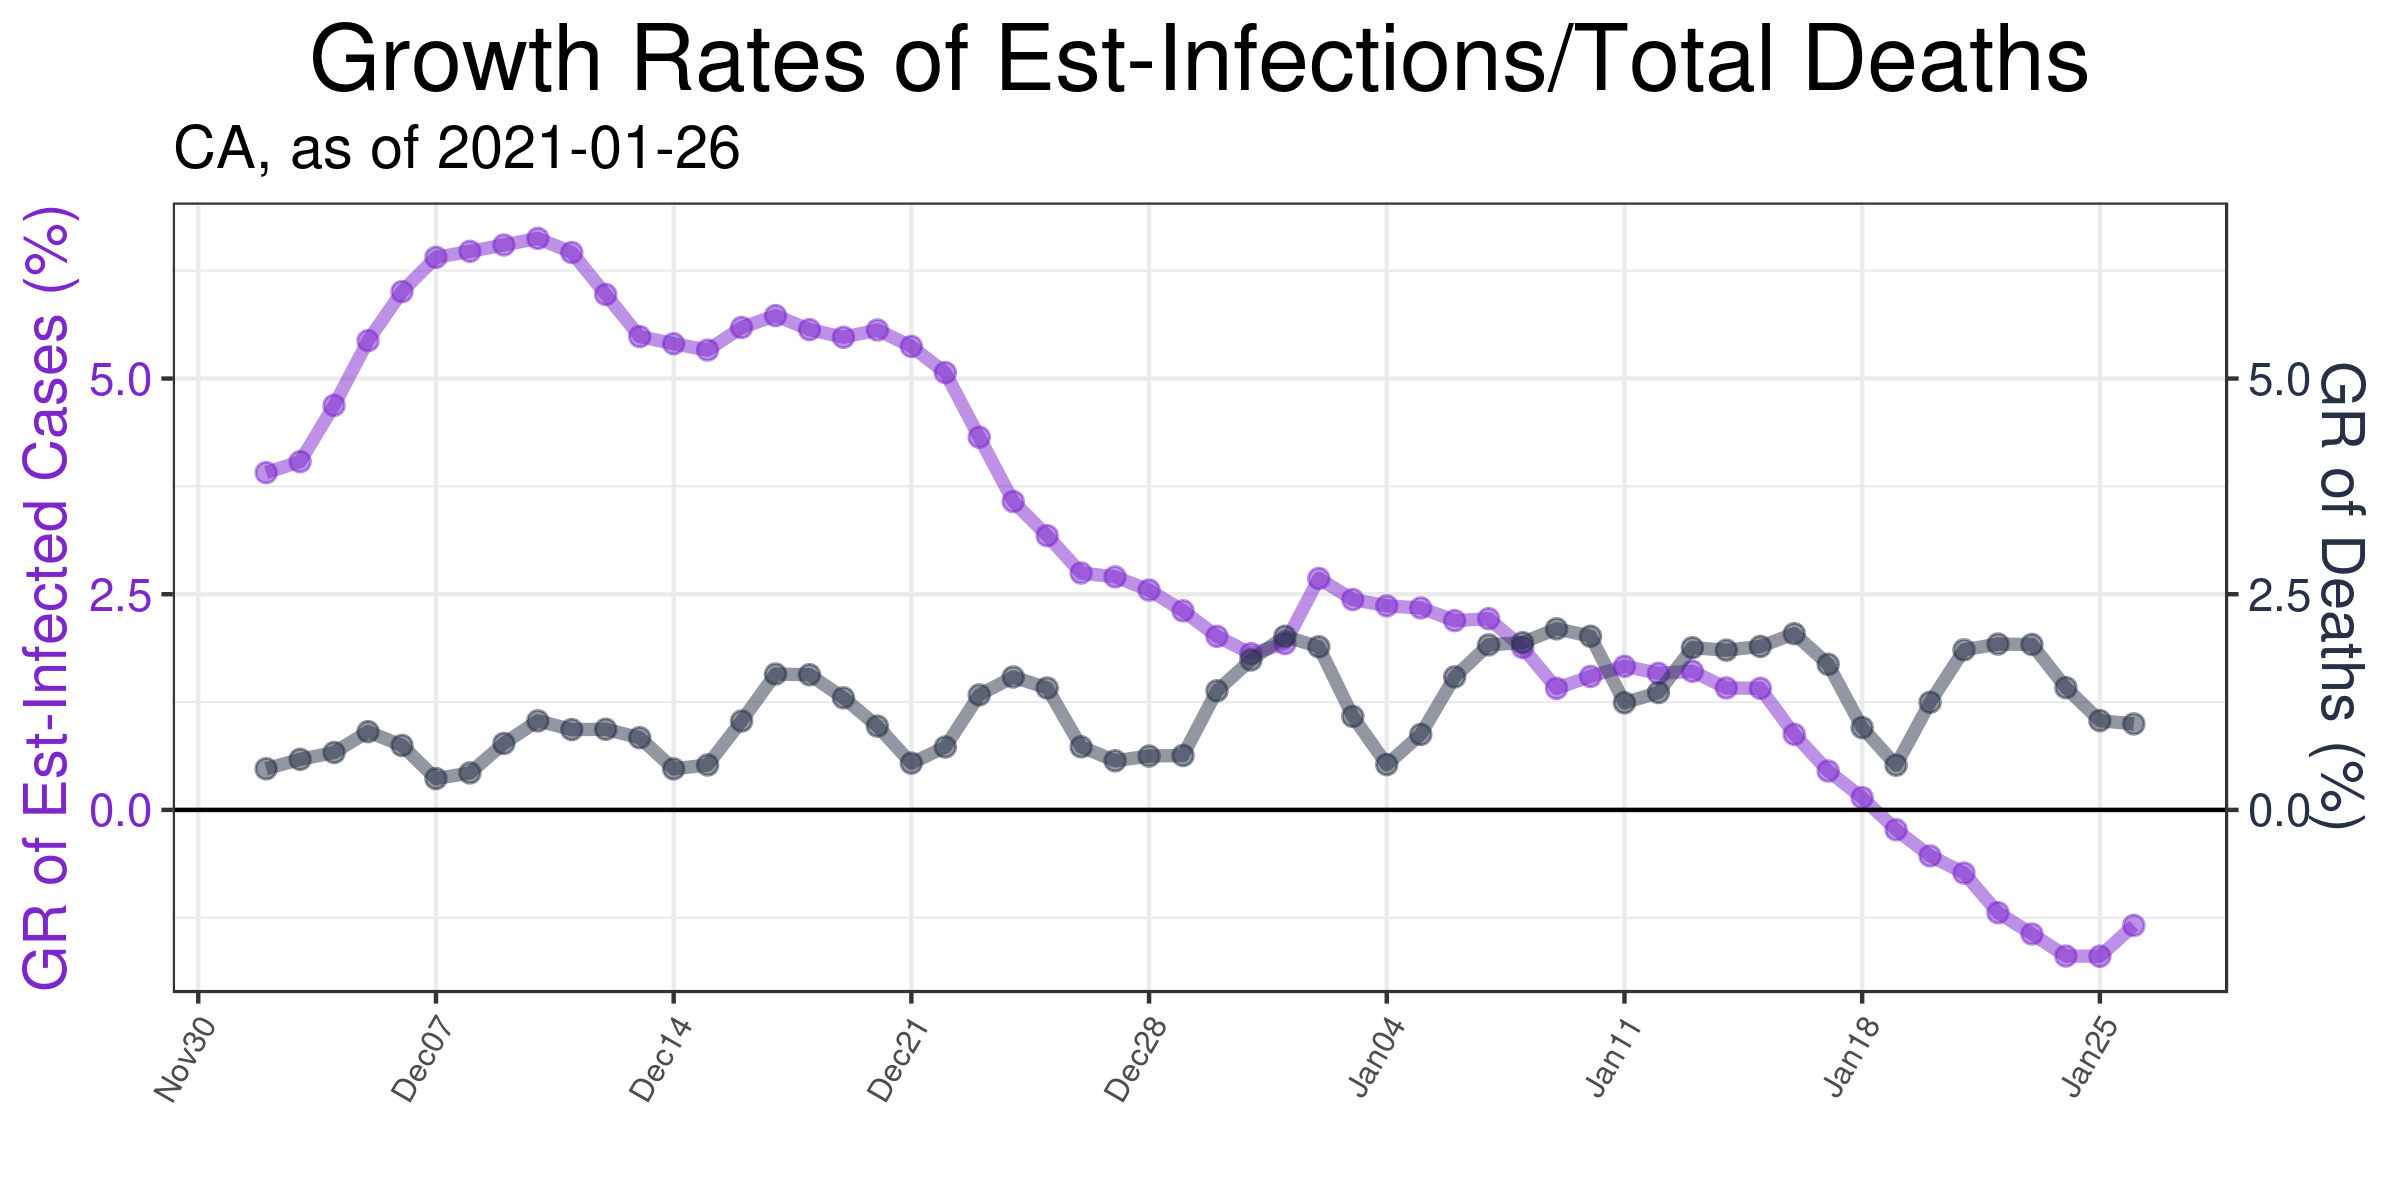 Growth Rates of Est-Infections/Total Deaths
CA, as of 2021-01-26
GR of Est-Infected Cases (%)
5.0
2.5
0.0
5.0
2.5
0.0
GR of Deaths (%)
Nov30
Dec07
Dec14
Dec21
Dec28
Jan04
Jan11
Jan18
Jan25